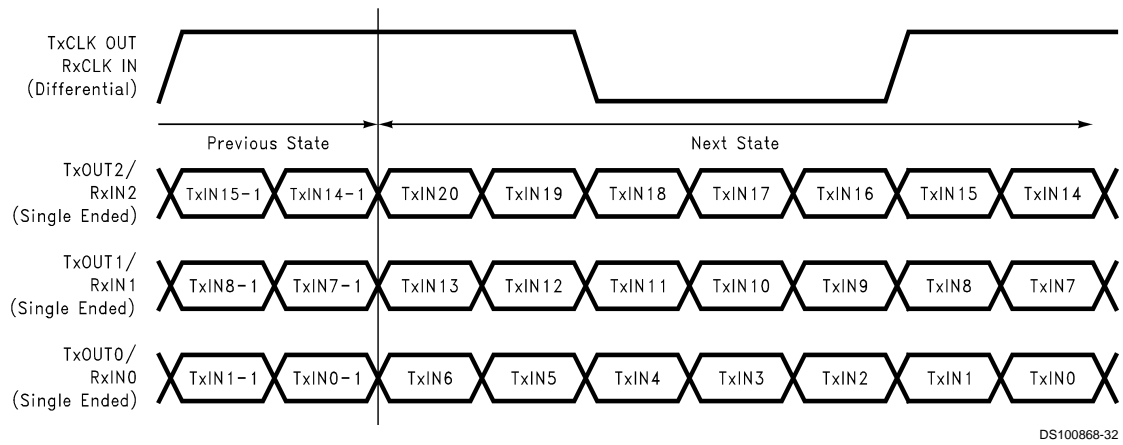 TxCLK OUT
RxCLK IN
(Differential)
Previous State
Next State
TxOUT2/
RxIN2
(Single Ended)
TxIN15-1 TxIN14-1 TxIN20 TxIN19 TxIN18 TxIN17 TxIN16 TxIN15 TxIN14
TxOUT1/
RxIN1
(Single Ended)
TxIN8-1 TxIN7-1 TxIN13 TxIN12 TxIN11 TxIN10 TxIN9 TxIN8 TxIN7
TxOUT0/
RxIN0
(Single Ended)
TxIN1-1 TxIN0-1 TxIN6 TxIN5 TxIN4 TxIN3 TxIN2 TxIN1 TxIN0
DS100868-32